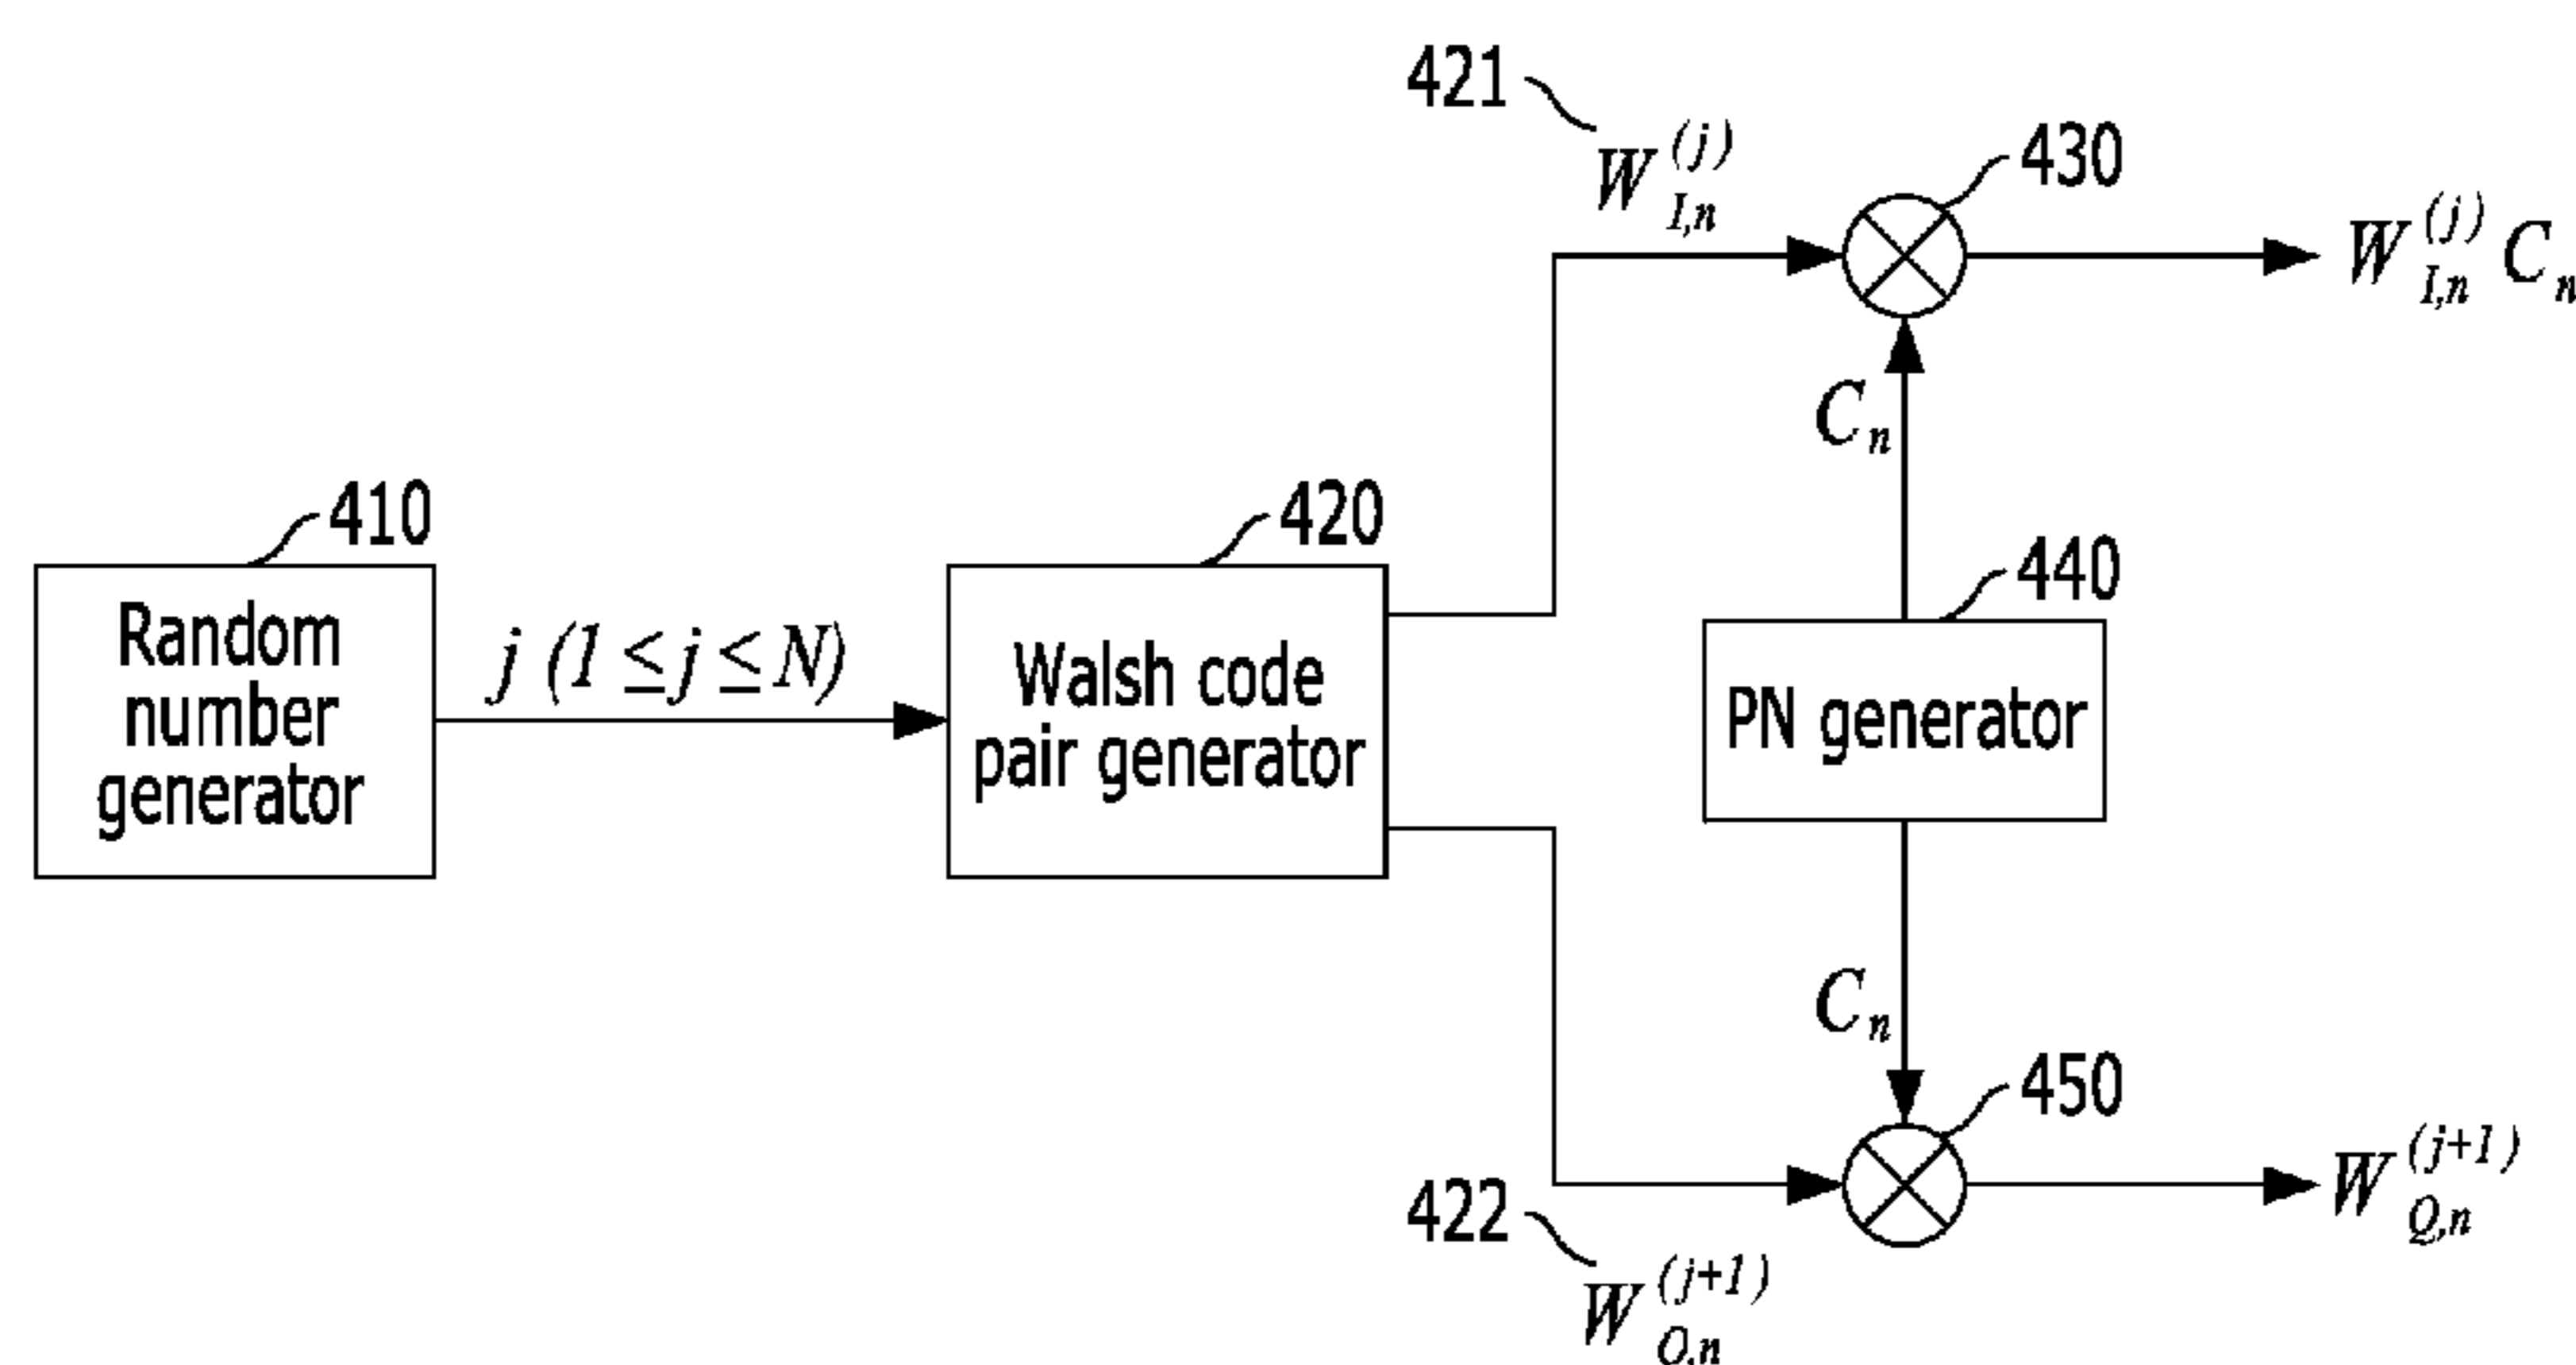 421
W_{I,n}^{(j)}
430
W_{I,n}^{(j)} C_n
C_n
410
420
440
Random
number
generator
j (1 ≤ j ≤ N)
Walsh code
pair generator
PN generator
C_n
450
422
W_{Q,n}^{(j+1)}
W_{Q,n}^{(j+1)}